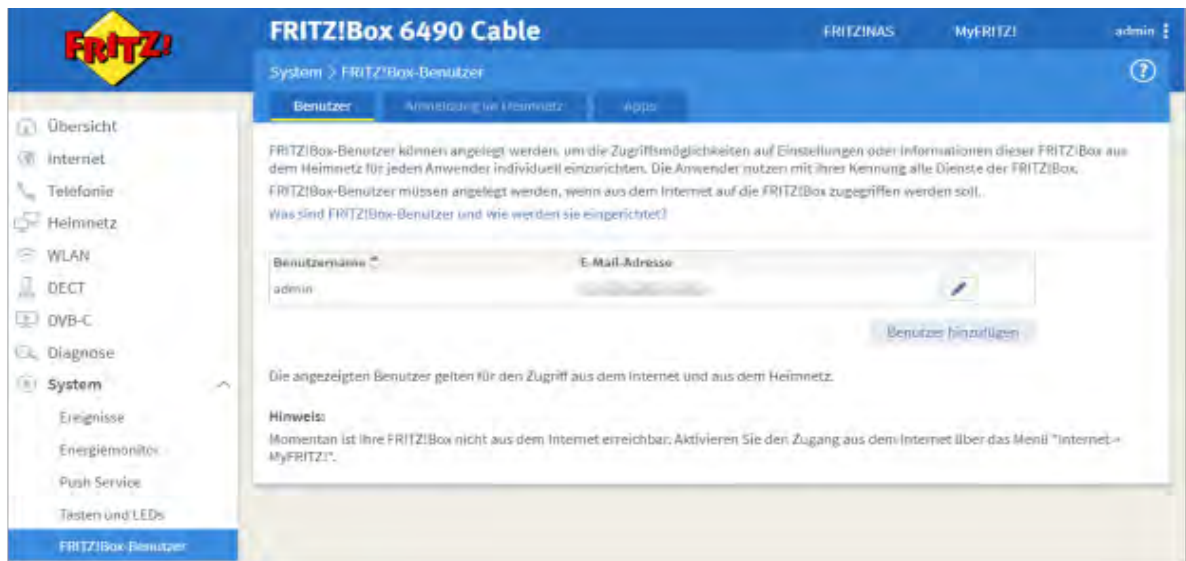 FRITZ!
FRITZ!Box 6490 Cable
FRITZ!NAS
MyFRITZ!
admin
System > FRITZ!Box-Benutzer
?
Benutzer
Anmeldung im Heimnetz
Apps
Übersicht
Internet
Telefonie
Heimnetz
WLAN
DECT
DVB-C
Diagnose
System
Ereignisse
Energiemonitor
Push Service
Tasten und LEDs
FRITZ!Box-Benutzer
FRITZ!Box-Benutzer können angelegt werden, um die Zugriffsmöglichkeiten auf Einstellungen oder Informationen dieser FRITZ!Box aus
dem Heimnetz für jeden Anwender individuell einzurichten. Die Anwender nutzen mit ihrer Kennung alle Dienste der FRITZ!Box.
FRITZ!Box-Benutzer müssen angelegt werden, wenn aus dem Internet auf die FRITZ!Box zugegriffen werden soll.
Was sind FRITZ!Box-Benutzer und wie werden sie eingerichtet?
Benutzername
E-Mail-Adresse
admin
Benutzer hinzufügen
Die angezeigten Benutzer gelten für den Zugriff aus dem Internet und aus dem Heimnetz.
Hinweis:
Momentan ist Ihre FRITZ!Box nicht aus dem Internet erreichbar. Aktivieren Sie den Zugang aus dem Internet über das Menü "Internet >
MyFRITZ!".